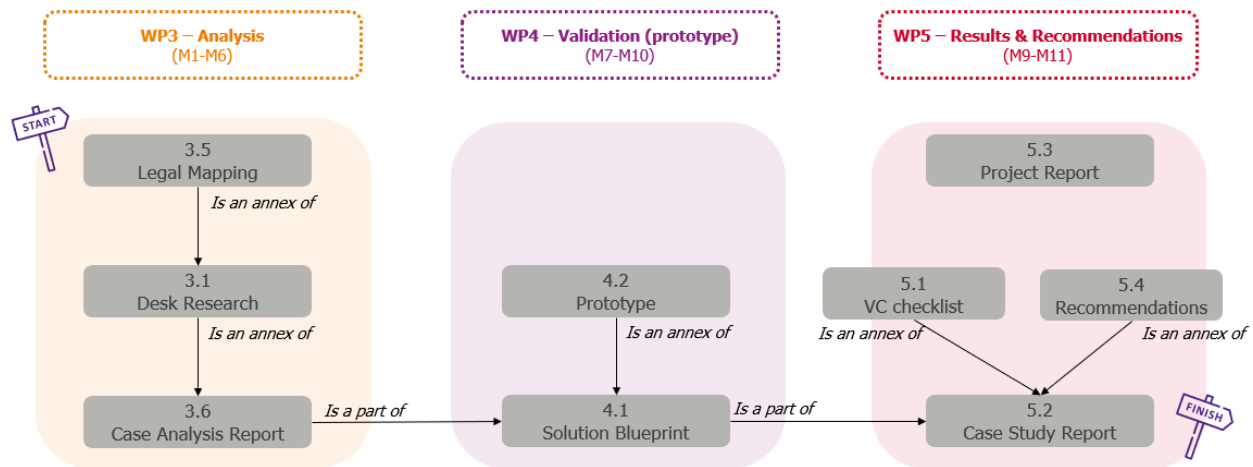 WP3 – Analysis
(M1-M6)
WP4 – Validation (prototype)
(M7-M10)
WP5 – Results & Recommendations
(M9-M11)
START
3.5
Legal Mapping
Is an annex of
3.1
Desk Research
Is an annex of
3.6
Case Analysis Report
Is a part of
4.2
Prototype
Is an annex of
4.1
Solution Blueprint
Is a part of
5.3
Project Report
5.1
VC checklist
Is an annex of
5.4
Recommendations
Is an annex of
5.2
Case Study Report
FINISH